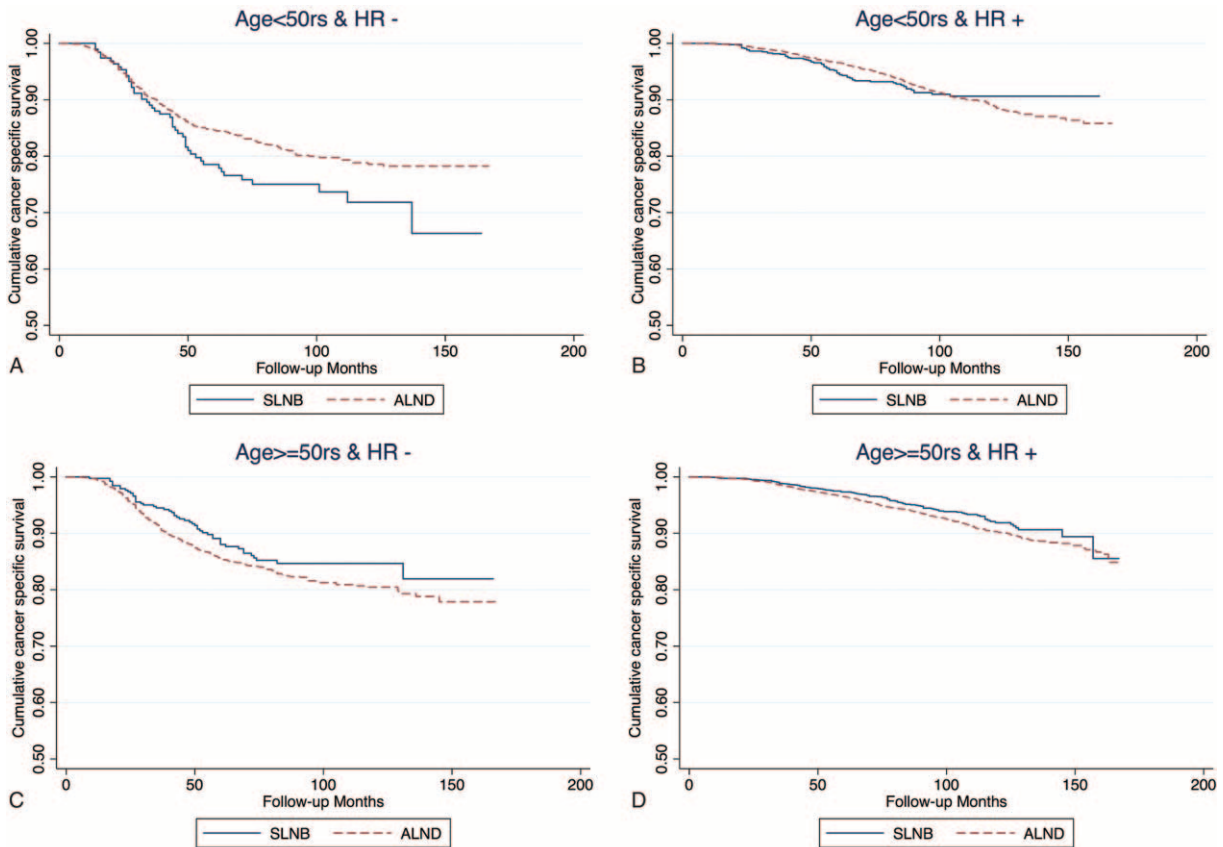 Age<50rs & HR -
Cumulative cancer specific survival
1.00
0.90
0.80
0.70
0.60
0.50
0 50 100 150 200
Follow-up Months
A
SLNB ALND
Age<50rs & HR +
Cumulative cancer specific survival
1.00
0.90
0.80
0.70
0.60
0.50
0 50 100 150 200
Follow-up Months
B
SLNB ALND
Age>=50rs & HR -
Cumulative cancer specific survival
1.00
0.90
0.80
0.70
0.60
0.50
0 50 100 150 200
Follow-up Months
C
SLNB ALND
Age>=50rs & HR +
Cumulative cancer specific survival
1.00
0.90
0.80
0.70
0.60
0.50
0 50 100 150 200
Follow-up Months
D
SLNB ALND